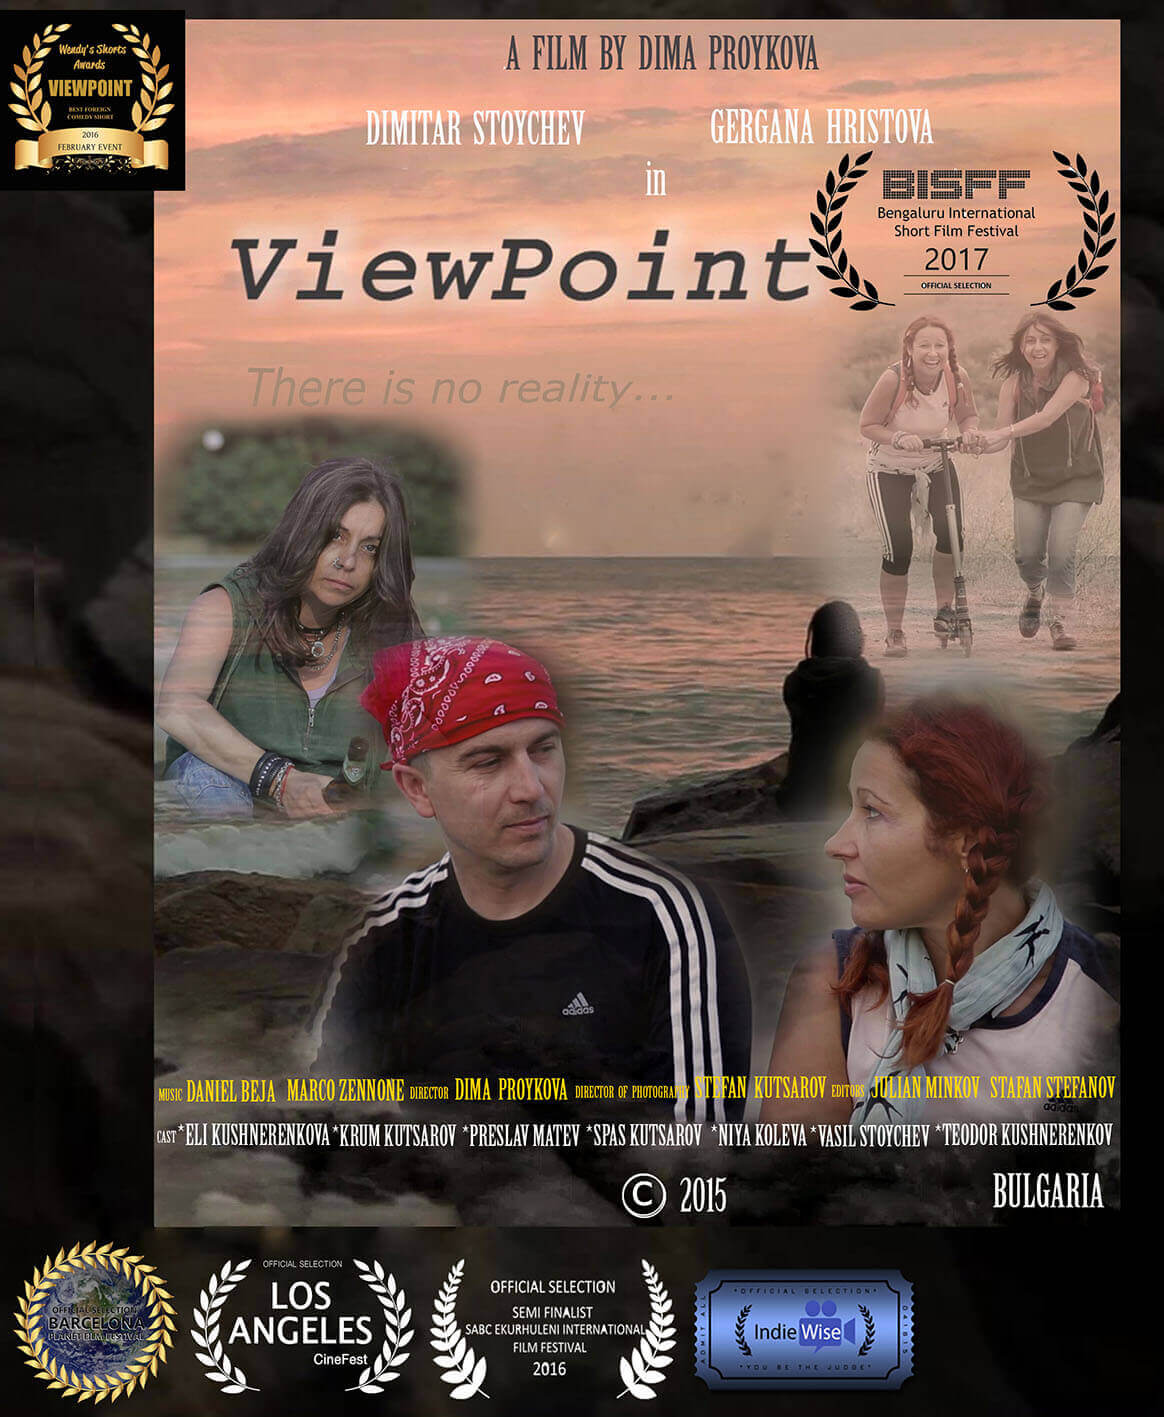 A FILM BY DIMA PROYKOVA
Wendy's Shorts
Awards
VIEWPOINT
BEST FOREIGN
COMEDY SHORT
2016
FEBRUARY EVENT
DIMITAR STOYCHEV GERGANA HRISTOVA
in
ViewPoint
BISFF
Bengaluru International
Short Film Festival
2017
OFFICIAL SELECTION
There is no reality...
adidas
adidas
MUSIC DANIEL BEJA MARCO ZENNONE DIRECTOR DIMA PROYKOVA DIRECTOR OF PHOTOGRAPHY STEFAN KUTSAROV EDITORS JULIAN MINKOV STAFAN STEFANOV
CAST *ELI KUSHNERENKOVA *KRUM KUTSAROV *PRESLAV MATEV *SPAS KUTSAROV *NIYA KOLEVA *VASIL STOYCHEV *TEODOR KUSHNERENKOV
© 2015 BULGARIA
OFFICIAL SELECTION
BARCELONA
PLANET FILM FESTIVAL
OFFICIAL SELECTION
LOS
ANGELES
CineFest
OFFICIAL SELECTION
SEMI FINALIST
SABC EKURHULENI INTERNATIONAL
FILM FESTIVAL
2016
*OFFICIAL SELECTION*
ADMIT ALL
IndieWise
*YOU BE THE JUDGE*